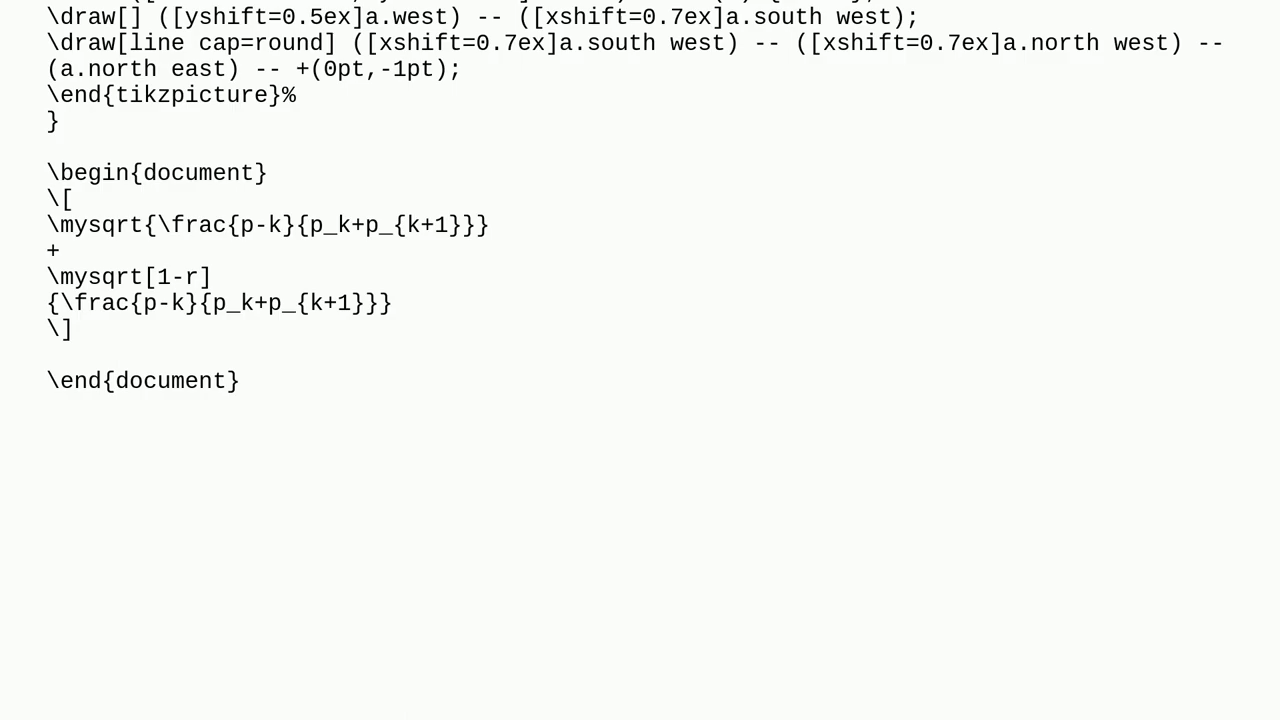 \draw[] ([yshift=0.5ex]a.west) -- ([xshift=0.7ex]a.south west);
\draw[line cap=round] ([xshift=0.7ex]a.south west) -- ([xshift=0.7ex]a.north west) --
(a.north east) -- +(0pt,-1pt);
\end{tikzpicture}%
}
\begin{document}
\[
\mysqrt{\frac{p-k}{p_k+p_{k+1}}}
+
\mysqrt[1-r]
{\frac{p-k}{p_k+p_{k+1}}}
\]
\end{document}